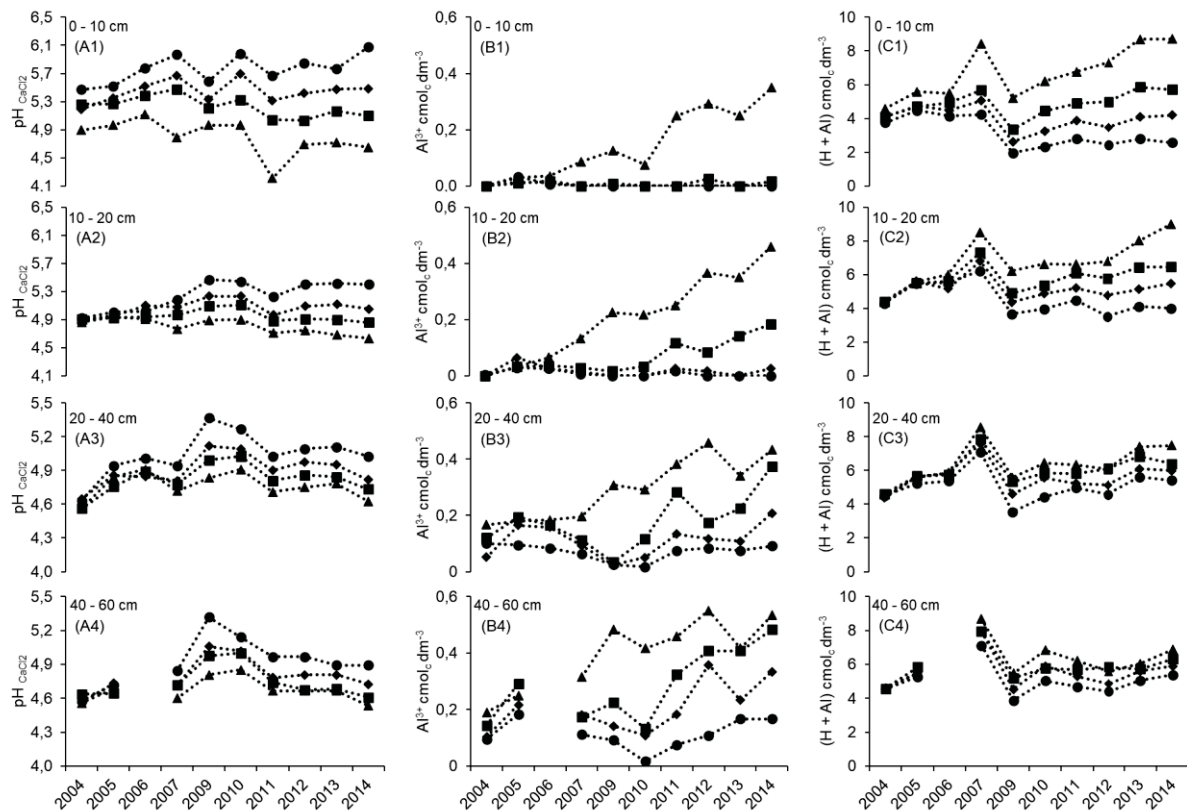 6,5
6,1
5,7
5,3
4,9
4,5
4,1
pH CaCl2
0 - 10 cm
(A1)
0,6
0,4
0,2
0,0
Al3+ cmolc dm-3
0 - 10 cm
(B1)
10
8
6
4
2
0
(H + Al) cmolc dm-3
0 - 10 cm
(C1)
6,5
6,1
5,7
5,3
4,9
4,5
4,1
pH CaCl2
10 - 20 cm
(A2)
0,6
0,4
0,2
0
Al3+ cmolc dm-3
10 - 20 cm
(B2)
10
8
6
4
2
0
(H + Al) cmolc dm-3
10 - 20 cm
(C2)
5,5
5,2
4,9
4,6
4,3
4,0
pH CaCl2
20 - 40 cm
(A3)
0,6
0,4
0,2
0
Al3+ cmolc dm-3
20 - 40 cm
(B3)
10
8
6
4
2
0
(H + Al) cmolc dm-3
20 - 40 cm
(C3)
5,5
5,2
4,9
4,6
4,3
4,0
pH CaCl2
40 - 60 cm
(A4)
0,6
0,4
0,2
0
Al3+ cmolc dm-3
40 - 60 cm
(B4)
10
8
6
4
2
0
(H + Al) cmolc dm-3
40 - 60 cm
(C4)
2004 2005 2006 2007 2009 2010 2011 2012 2013 2014
2004 2005 2006 2007 2009 2010 2011 2012 2013 2014
2004 2005 2006 2007 2009 2010 2011 2012 2013 2014